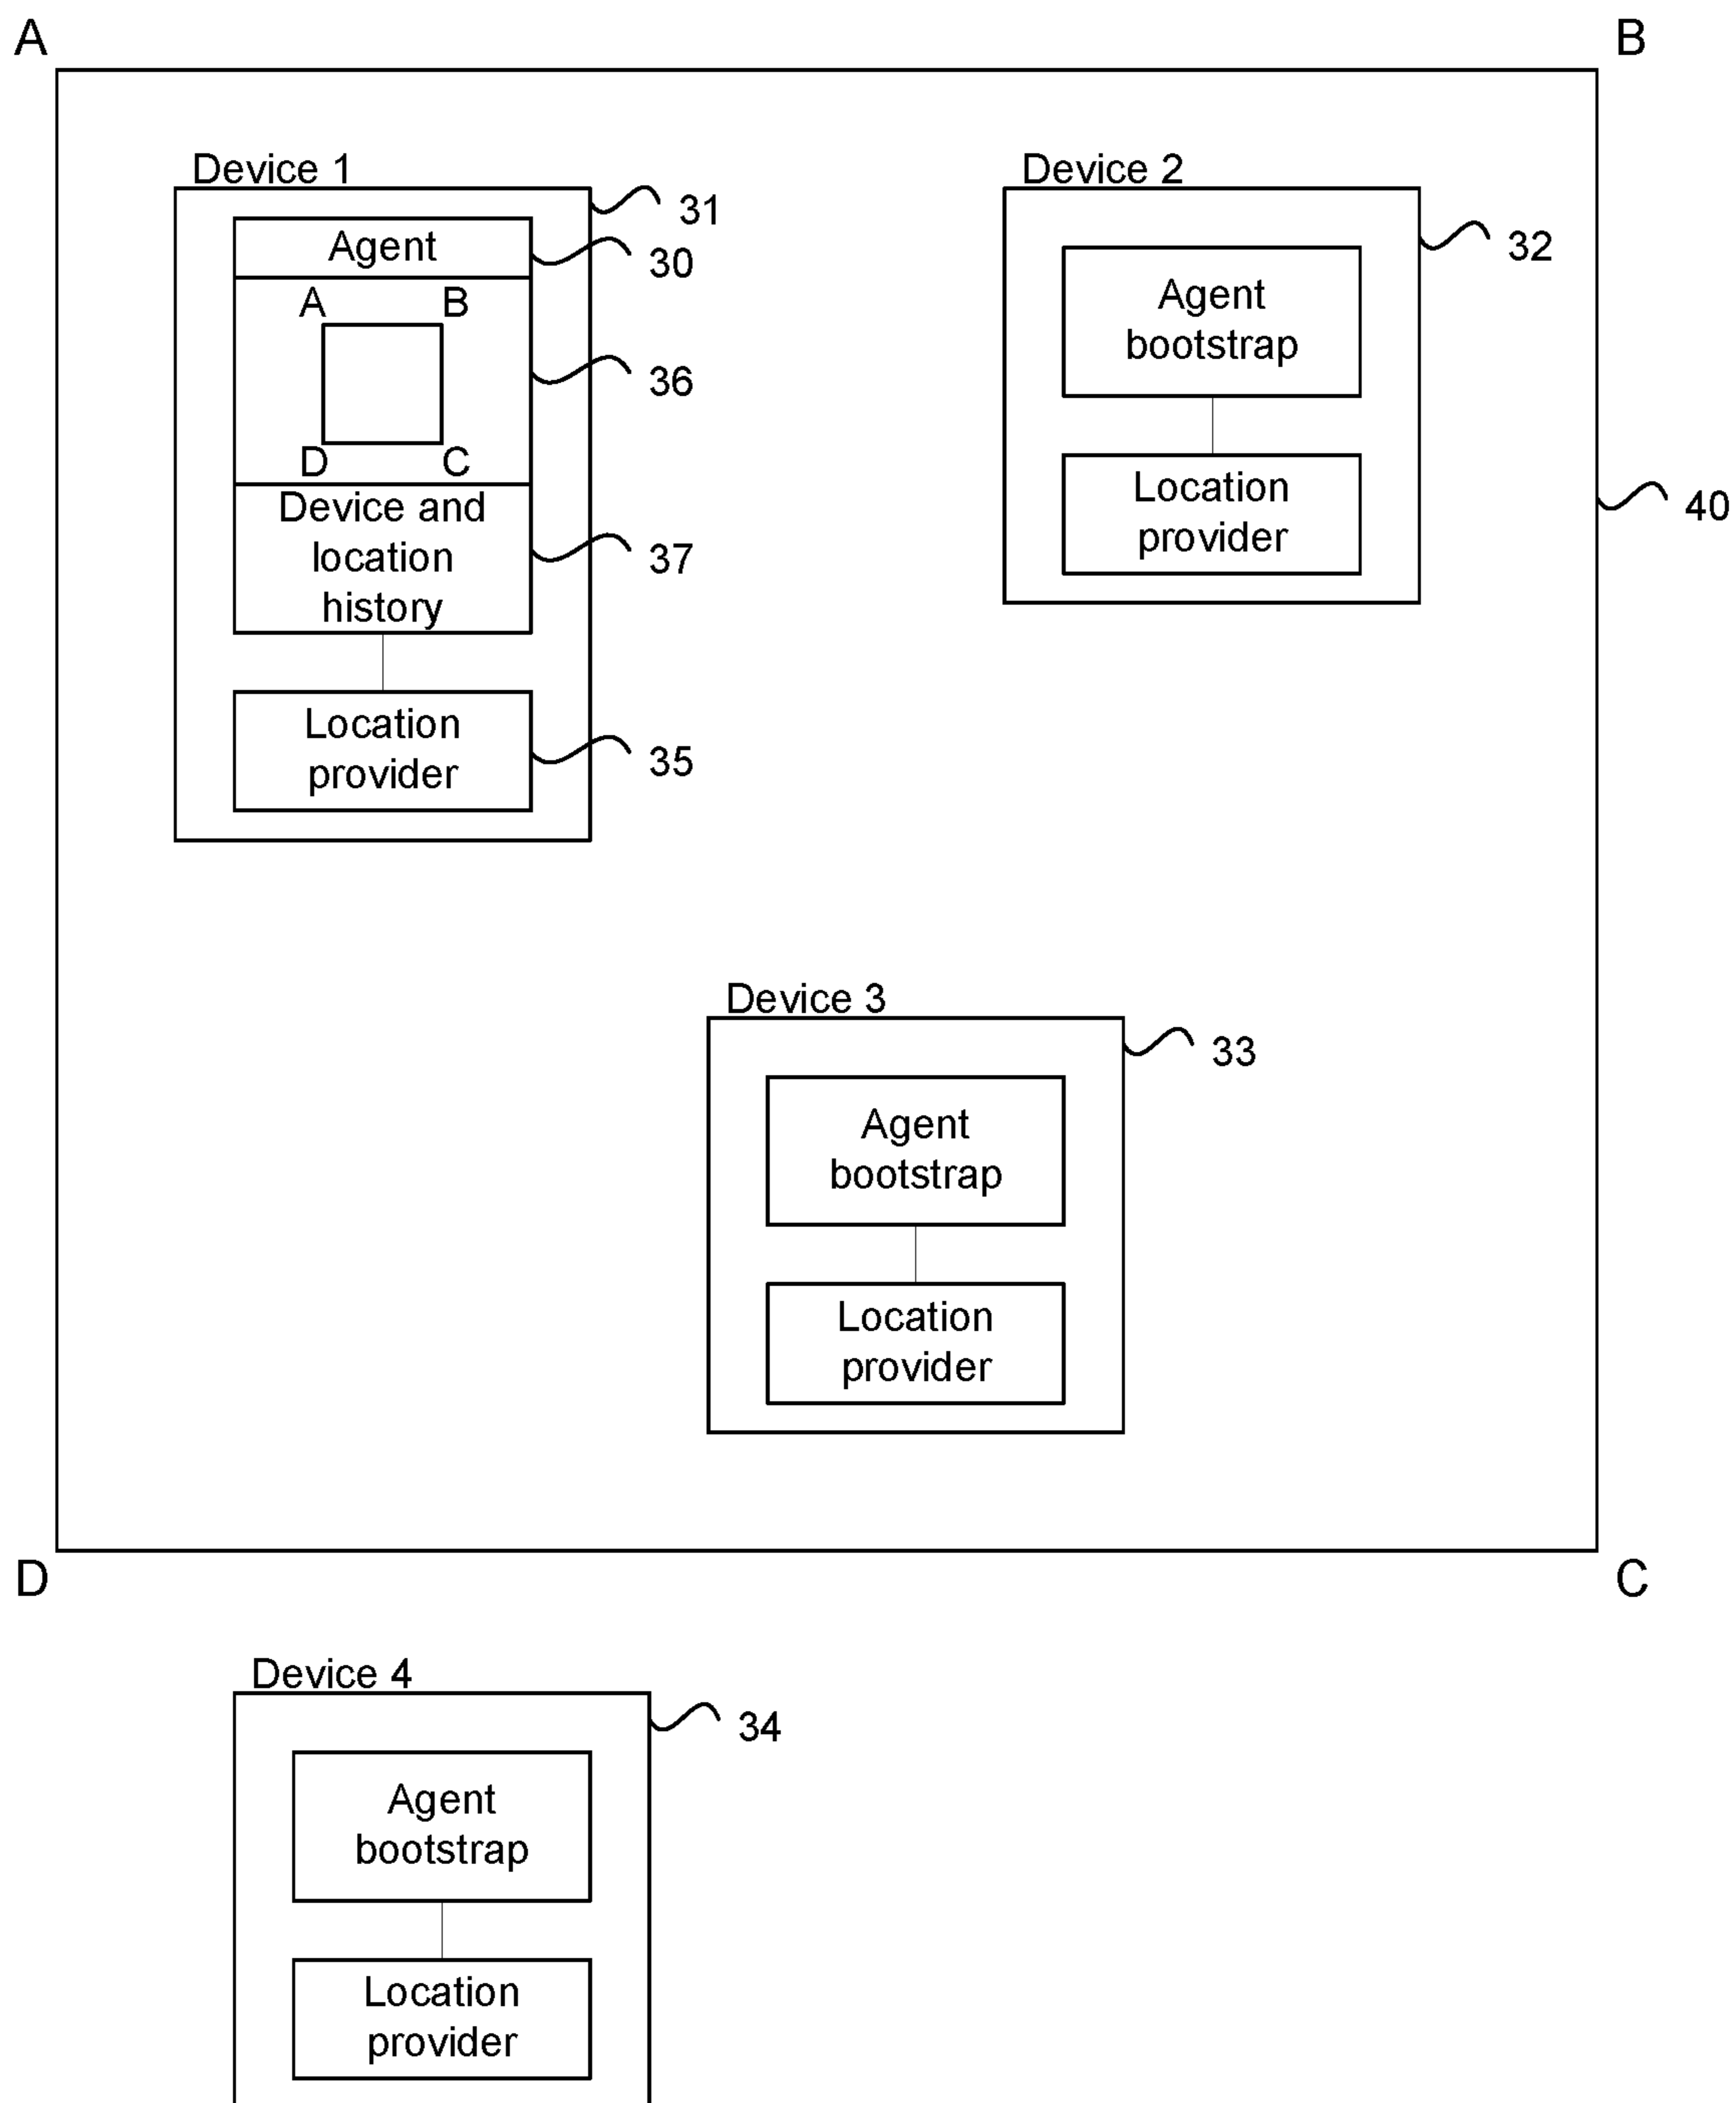 A
B
Device 1
31
Agent
30
A
B
36
D
C
Device and
location
history
37
Location
provider
35
Device 2
32
Agent
bootstrap
Location
provider
40
Device 3
33
Agent
bootstrap
Location
provider
D
C
Device 4
34
Agent
bootstrap
Location
provider